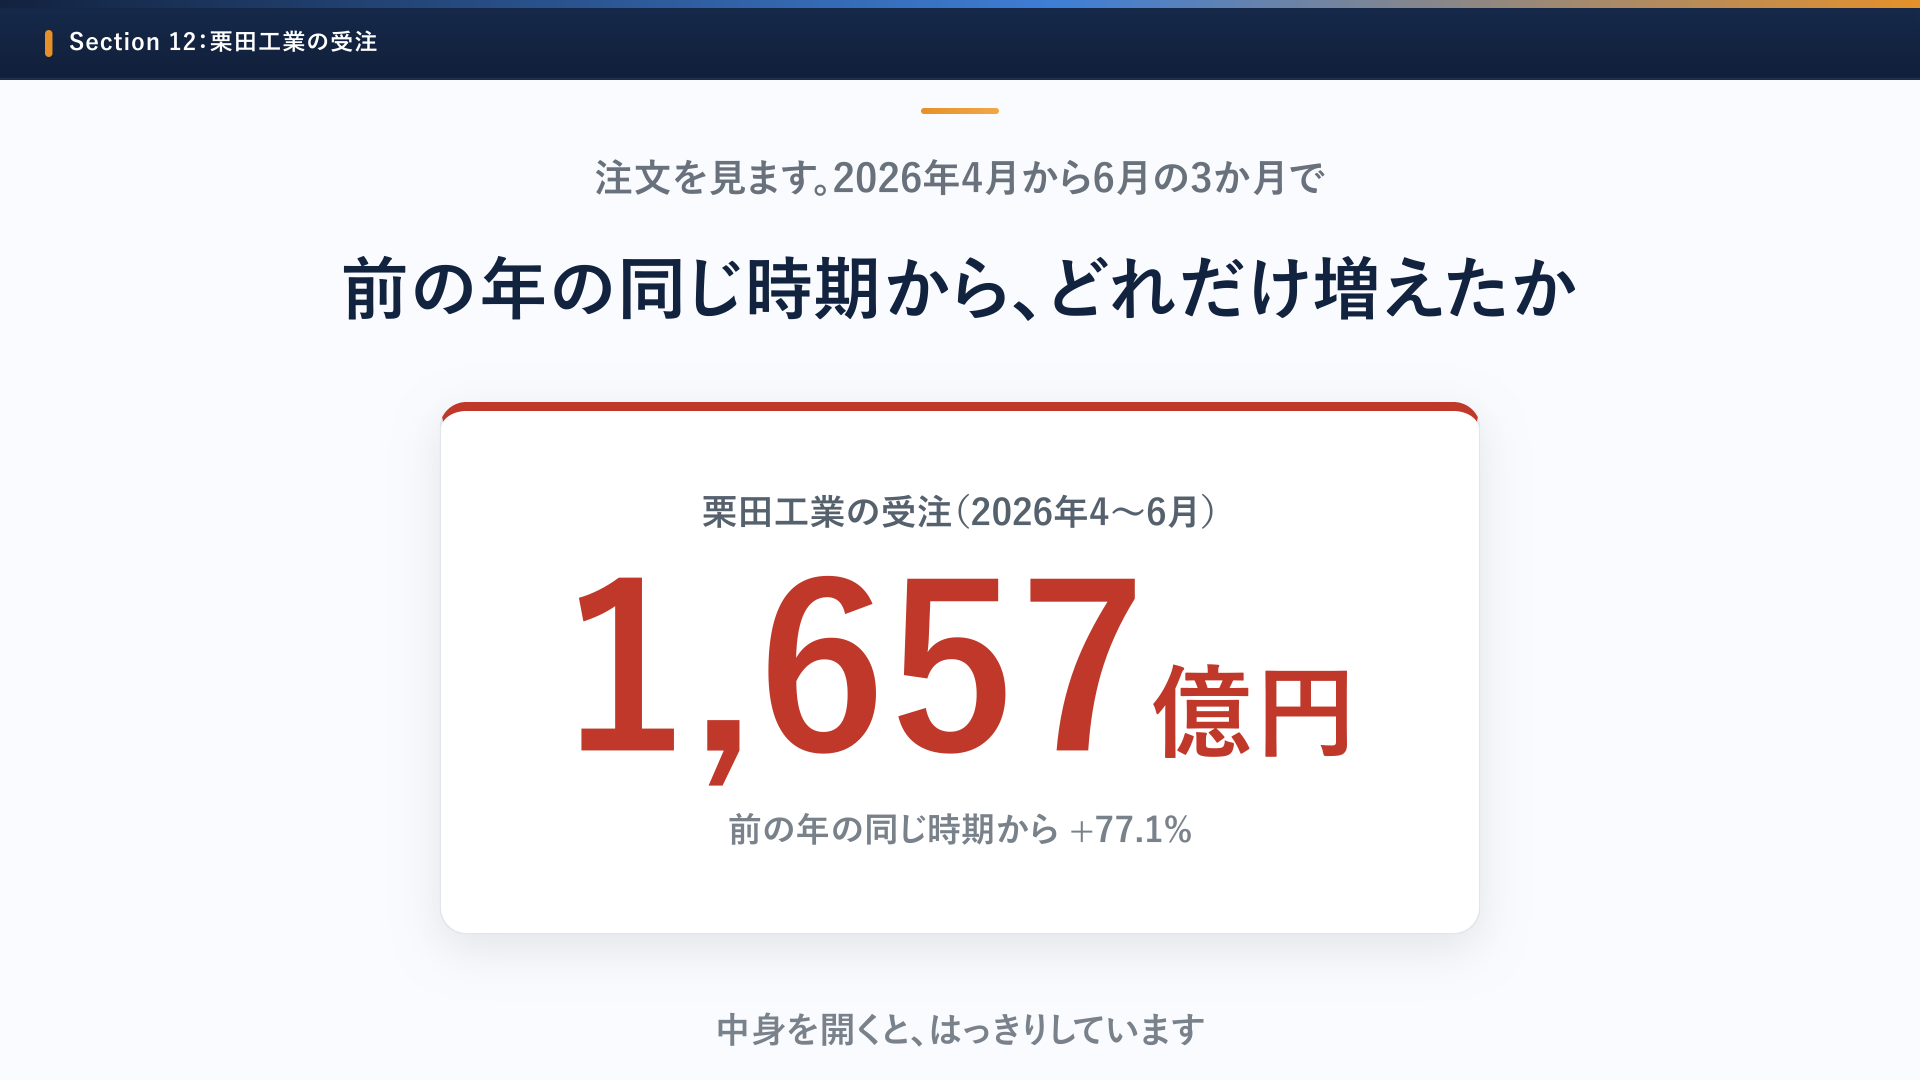 Section 12：栗田工業の受注
注文を見ます。2026年4月から6月の3か月で
前の年の同じ時期から、どれだけ増えたか
栗田工業の受注（2026年4〜6月）
1,657億円
前の年の同じ時期から +77.1%
中身を開くと、はっきりしています